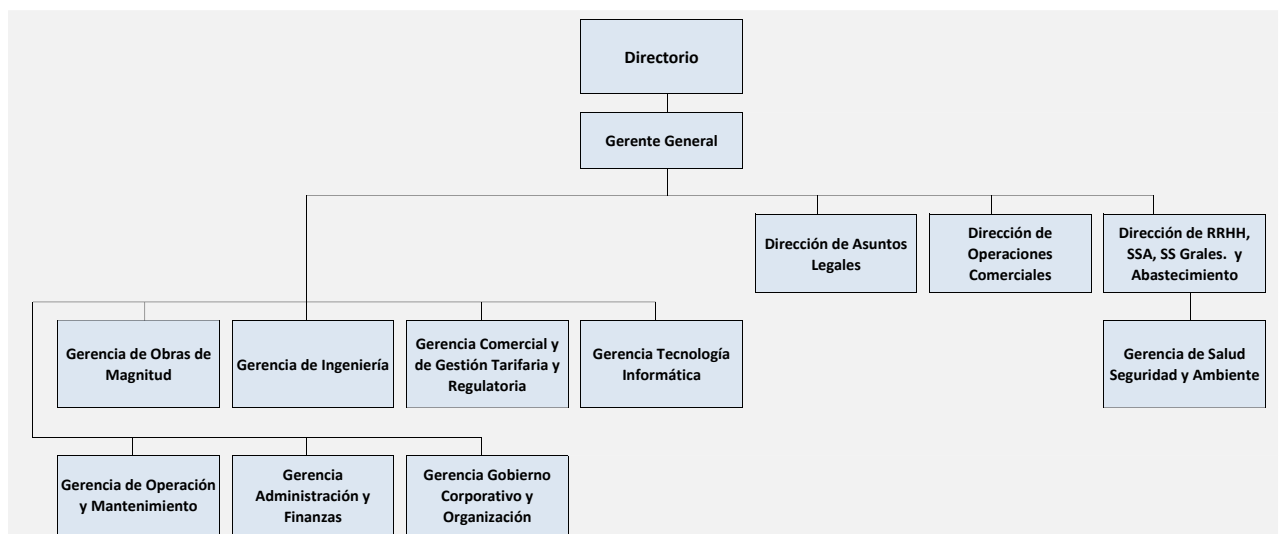 Directorio
Gerente General
Dirección de Asuntos
Legales
Dirección de
Operaciones
Comerciales
Dirección de RRHH,
SSA, SS Grales. y
Abastecimiento
Gerencia de Obras de
Magnitud
Gerencia de Ingeniería
Gerencia Comercial y
de Gestión Tarifaria y
Regulatoria
Gerencia Tecnología
Informática
Gerencia de Salud
Seguridad y Ambiente
Gerencia de Operación
y Mantenimiento
Gerencia
Administración y
Finanzas
Gerencia Gobierno
Corporativo y
Organización